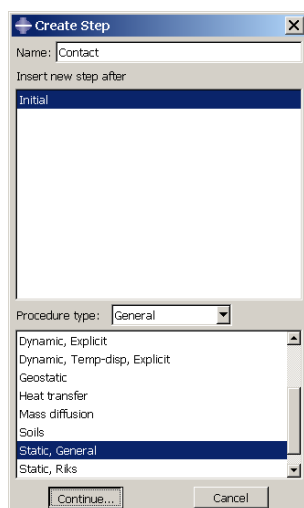 Create Step
Name: Contact
Insert new step after
Initial
Procedure type: General
Dynamic, Explicit
Dynamic, Temp-disp, Explicit
Geostatic
Heat transfer
Mass diffusion
Soils
Static, General
Static, Riks
Continue... Cancel